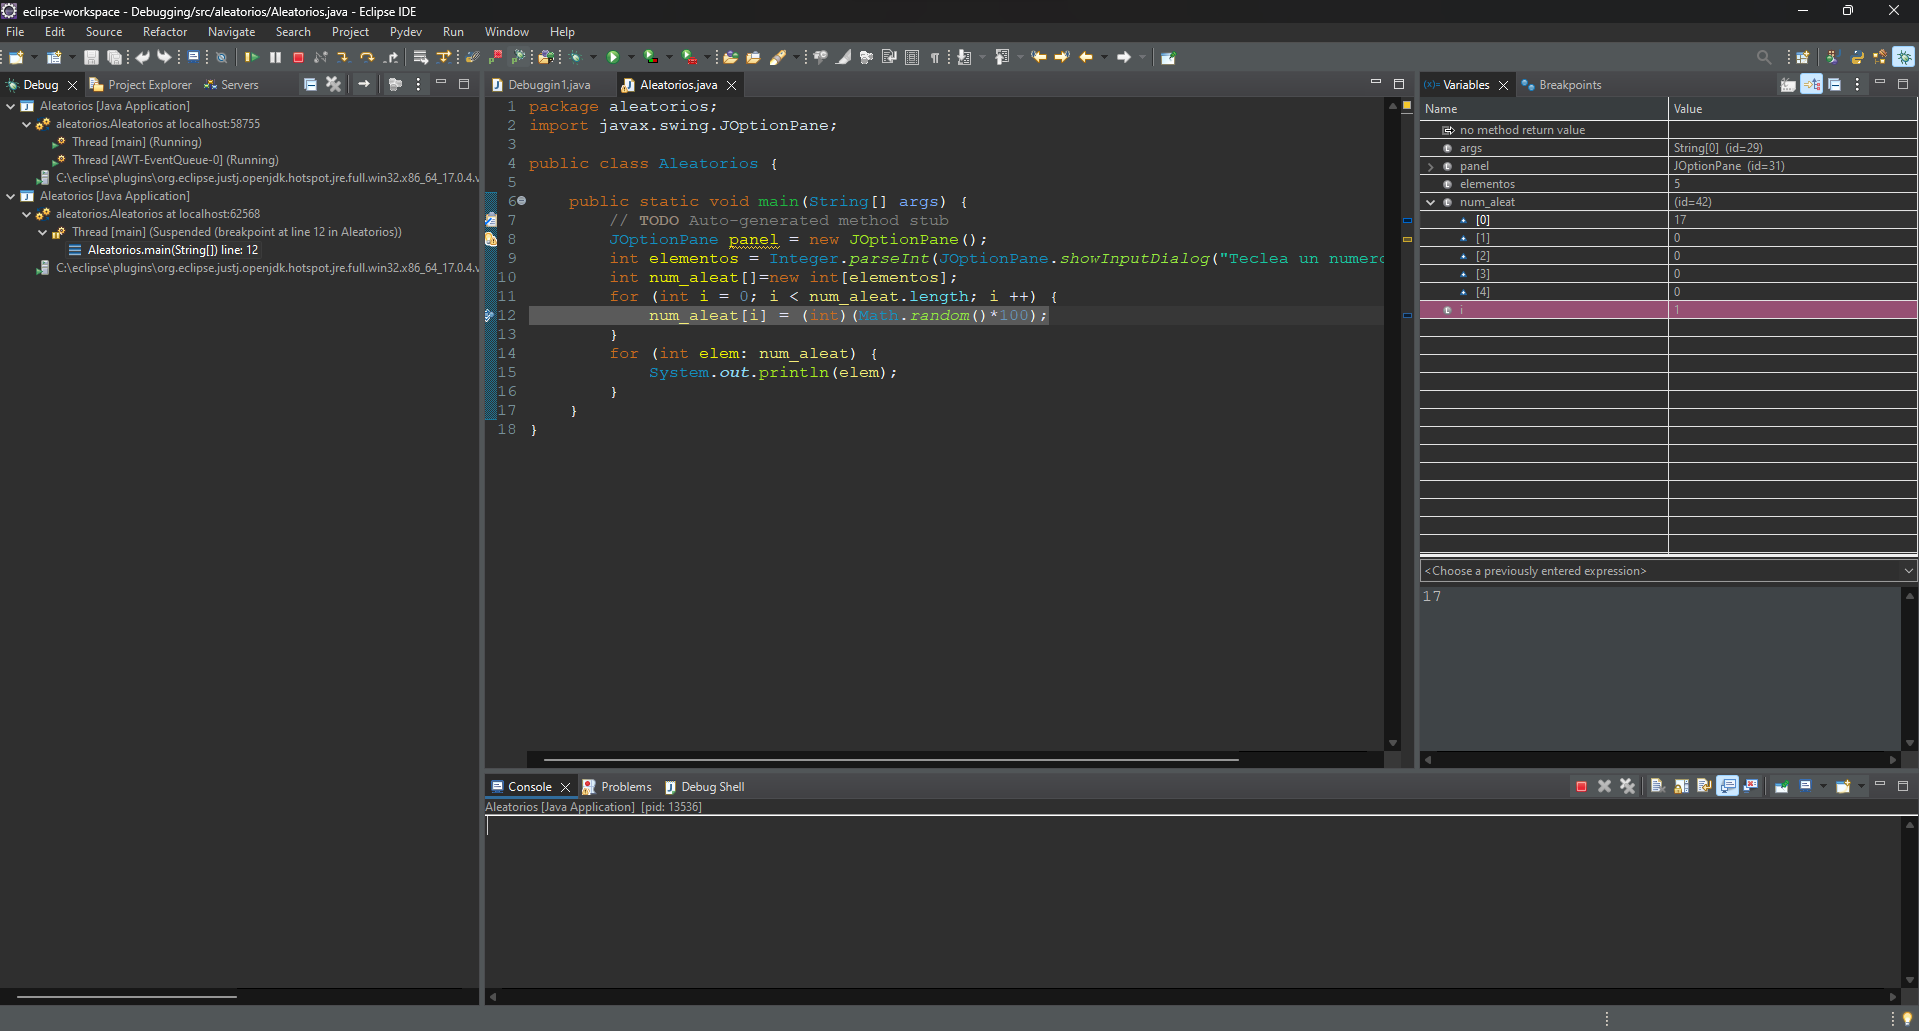 eclipse-workspace - Debugging/src/aleatorios/Aleatorios.java - Eclipse IDE
File Edit Source Refactor Navigate Search Project Pydev Run Window Help
Debug Project Explorer Servers
Aleatorios [Java Application]
aleatorios.Aleatorios at localhost:58755
Thread [main] (Running)
Thread [AWT-EventQueue-0] (Running)
C:\eclipse\plugins\org.eclipse.justj.openjdk.hotspot.jre.full.win32.x86_64_17.0.4.v
Aleatorios [Java Application]
aleatorios.Aleatorios at localhost:62568
Thread [main] (Suspended (breakpoint at line 12 in Aleatorios))
Aleatorios.main(String[]) line: 12
C:\eclipse\plugins\org.eclipse.justj.openjdk.hotspot.jre.full.win32.x86_64_17.0.4.v
Debuggin1.java Aleatorios.java
1 package aleatorios;
2 import javax.swing.JOptionPane;
3
4 public class Aleatorios {
5
6 public static void main(String[] args) {
7 // TODO Auto-generated method stub
8 JOptionPane panel = new JOptionPane();
9 int elementos = Integer.parseInt(JOptionPane.showInputDialog("Teclea un numero
10 int num_aleat[]=new int[elementos];
11 for (int i = 0; i < num_aleat.length; i ++) {
12 num_aleat[i] = (int)(Math.random()*100);
13 }
14 for (int elem: num_aleat) {
15 System.out.println(elem);
16 }
17 }
18 }
(x)= Variables Breakpoints
Name Value
no method return value
args String[0] (id=29)
panel JOptionPane (id=31)
elementos 5
num_aleat (id=42)
[0] 17
[1] 0
[2] 0
[3] 0
[4] 0
i 1
<Choose a previously entered expression>
17
Console Problems Debug Shell
Aleatorios [Java Application] [pid: 13536]